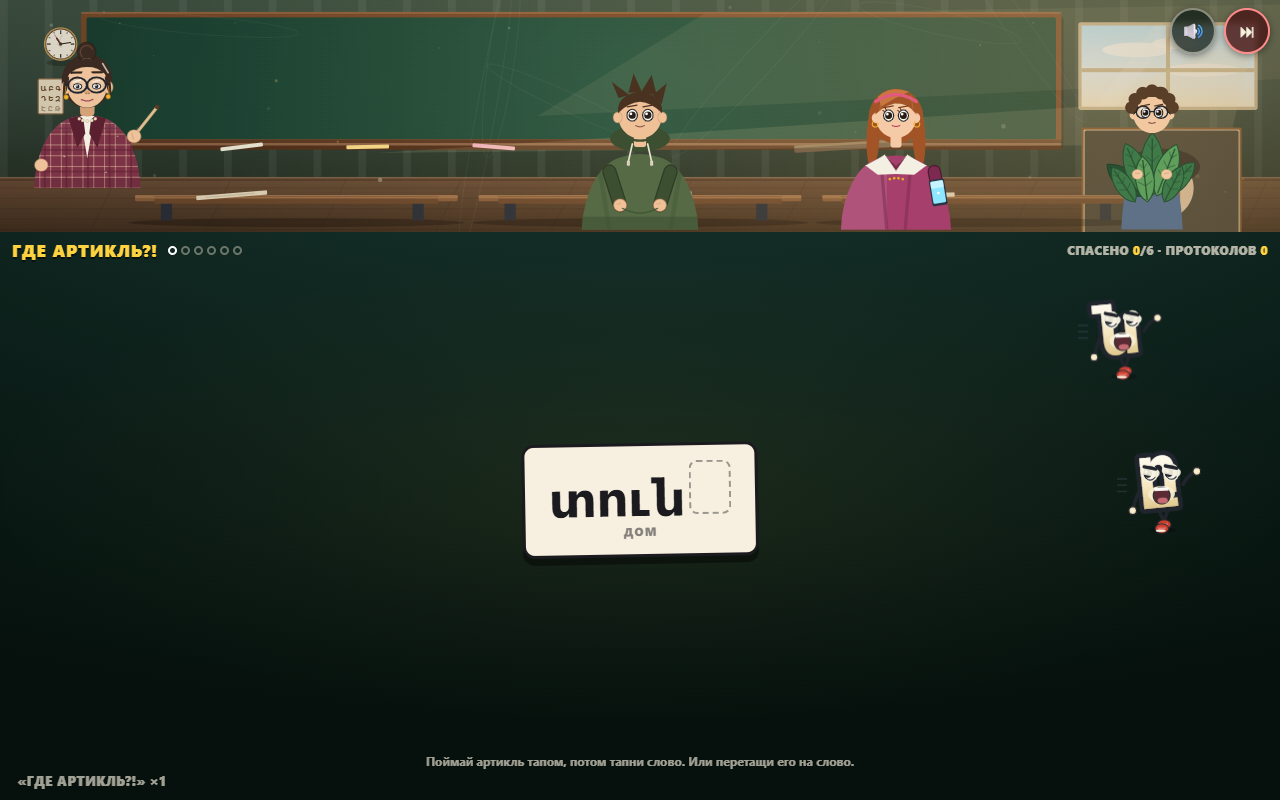 Ա Բ Գ
Դ Ե Զ
Է Ը Թ
ГДЕ АРТИКЛЬ?!
СПАСЕНО 0/6 · ПРОТОКОЛОВ 0
տուն
ДОМ
Поймай артикль тапом, потом тапни слово. Или перетащи его на слово.
«ГДЕ АРТИКЛЬ?!» ×1